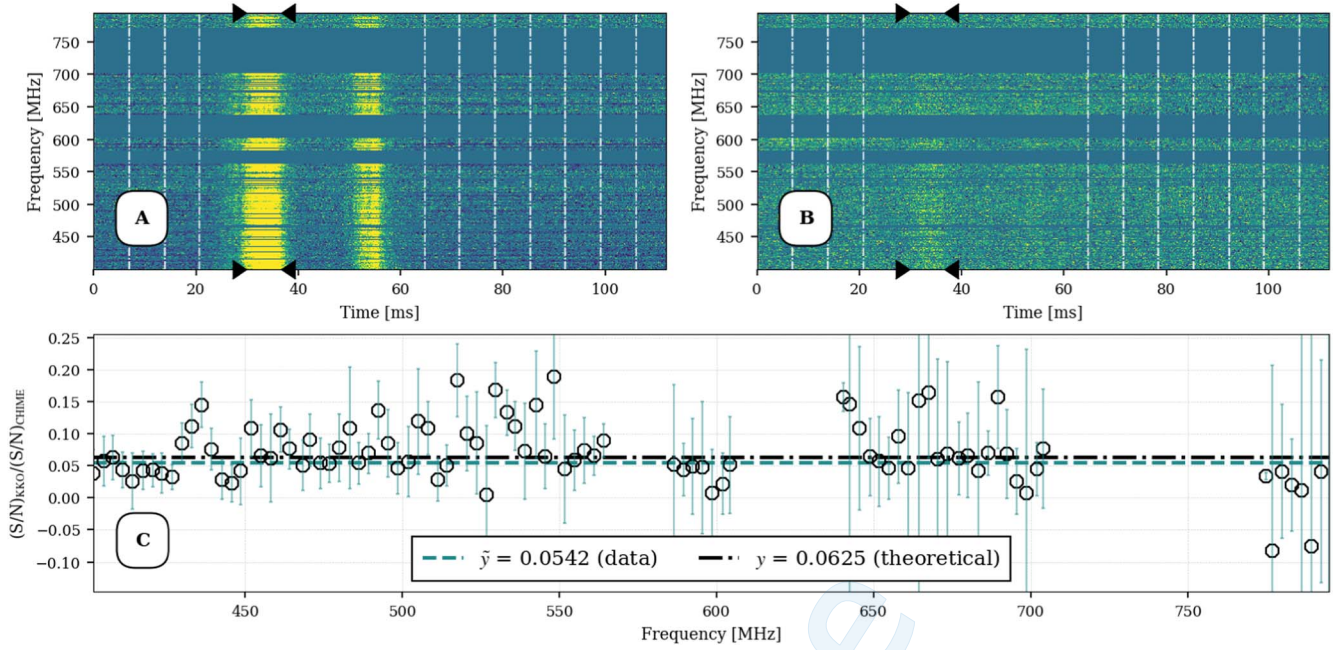 Frequency [MHz]
750
700
650
600
550
500
450
A
0 20 40 60 80 100
Time [ms]
Frequency [MHz]
750
700
650
600
550
500
450
B
0 20 40 60 80 100
Time [ms]
(S/N)KKO/(S/N)CHIME
0.25
0.20
0.15
0.10
0.05
0.00
−0.05
−0.10
C
ỹ = 0.0542 (data) y = 0.0625 (theoretical)
450 500 550 600 650 700 750
Frequency [MHz]